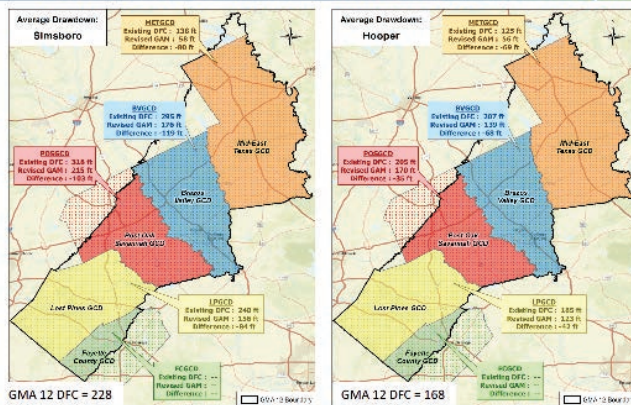 Average Drawdown:
Simsboro
METGCD
Existing DFC : 138 ft
Revised GAM : 58 ft
Difference : -80 ft
BVGCD
Existing DFC : 295 ft
Revised GAM : 176 ft
Difference : -119 ft
POSGCD
Existing DFC : 318 ft
Revised GAM : 215 ft
Difference : -103 ft
Mid-East
Texas GCD
Brazos
Valley GCD
Post Oak
Savannah GCD
Lost Pines GCD
LPGCD
Existing DFC : 240 ft
Revised GAM : 156 ft
Difference : -84 ft
Fayette
County GCD
FCGCD
Existing DFC : --
Revised GAM : --
Difference : --
GMA 12 DFC = 228
GMA 12 Boundary
Average Drawdown:
Hooper
METGCD
Existing DFC : 125 ft
Revised GAM : 56 ft
Difference : -69 ft
BVGCD
Existing DFC : 207 ft
Revised GAM : 139 ft
Difference : -68 ft
POSGCD
Existing DFC : 205 ft
Revised GAM : 170 ft
Difference : -35 ft
Mid-East
Texas GCD
Brazos
Valley GCD
Post Oak
Savannah GCD
Lost Pines GCD
LPGCD
Existing DFC : 165 ft
Revised GAM : 123 ft
Difference : -42 ft
Fayette
County GCD
FCGCD
Existing DFC : --
Revised GAM : --
Difference : --
GMA 12 DFC = 168
GMA 12 Boundary